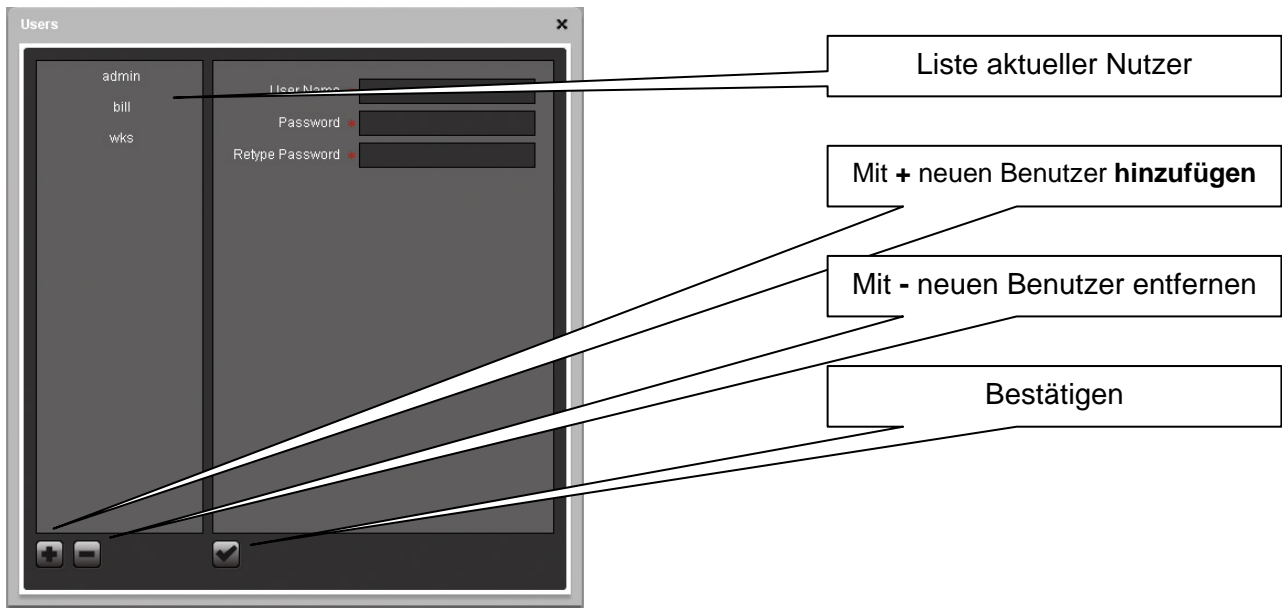 Users
admin
bill
wks
User Name
Password *
Retype Password *
Liste aktueller Nutzer
Mit + neuen Benutzer hinzufügen
Mit - neuen Benutzer entfernen
Bestätigen